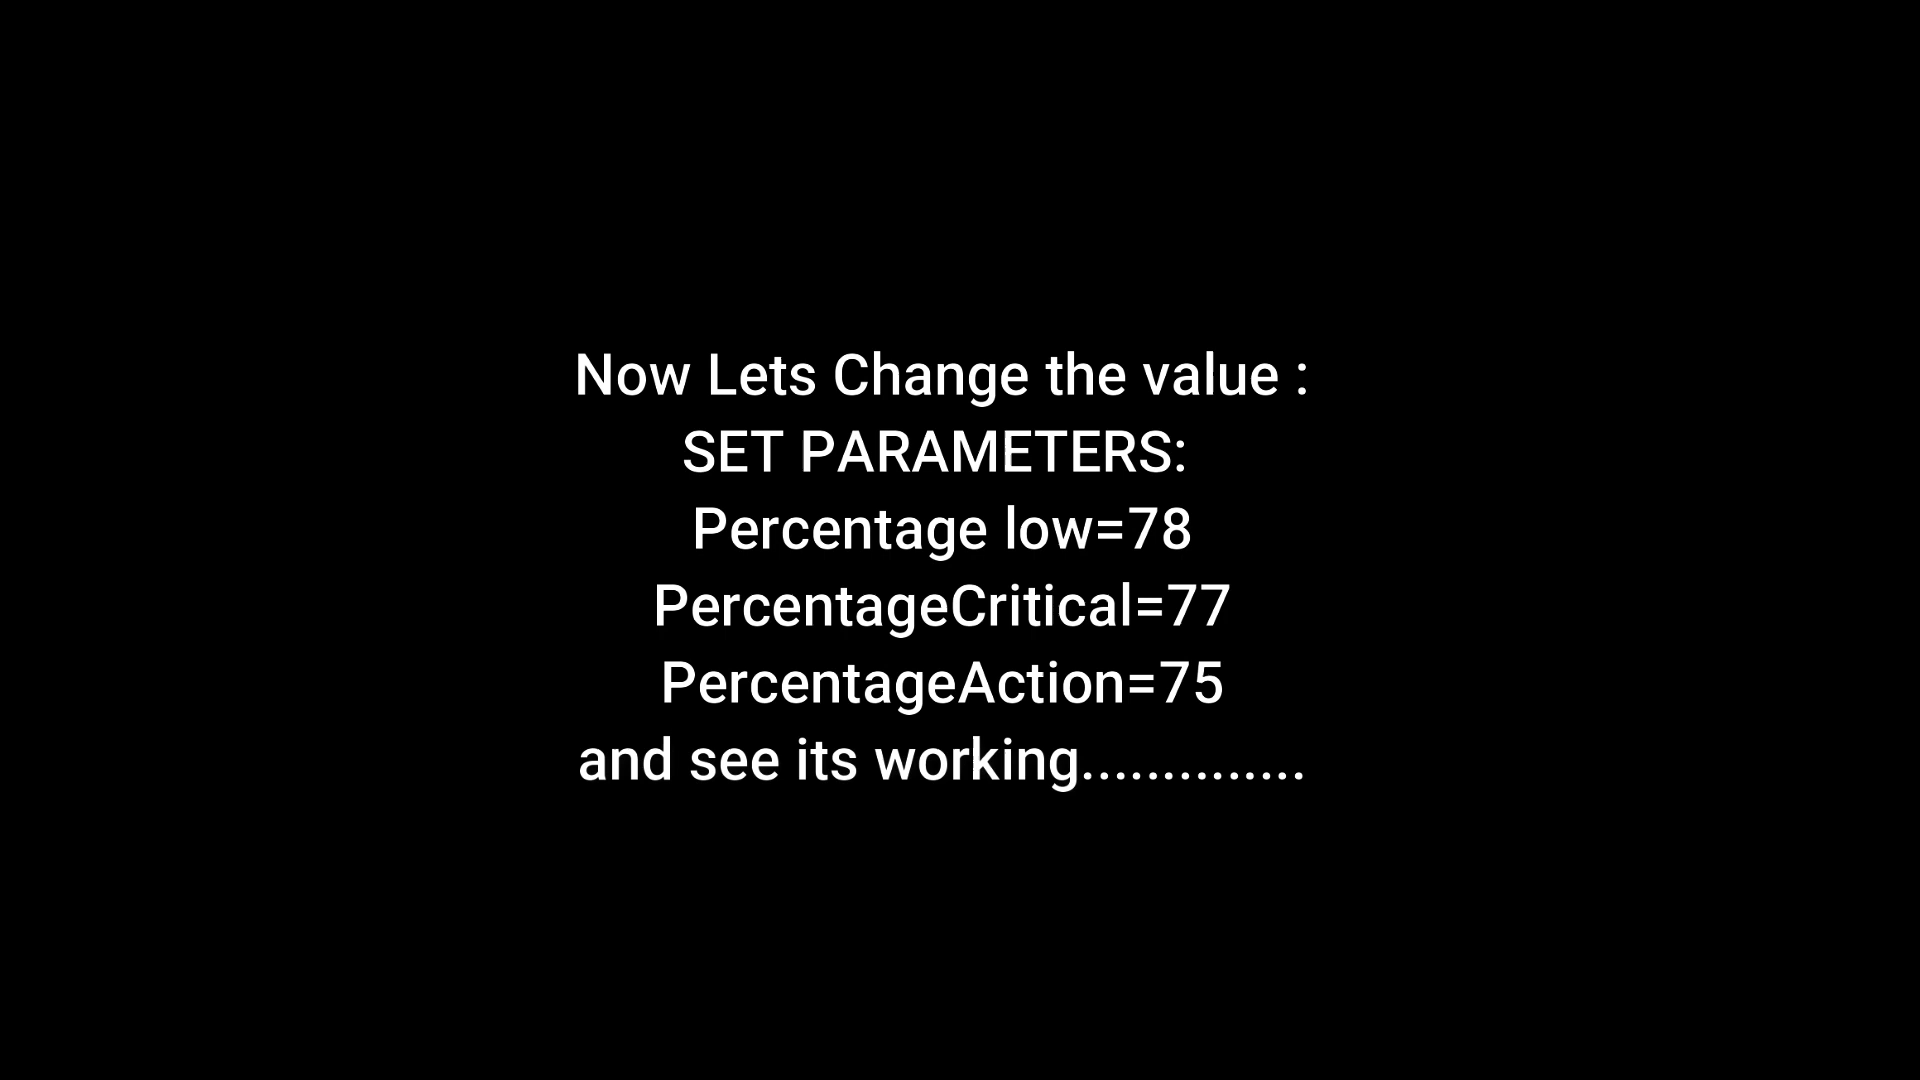 Now Lets Change the value :
SET PARAMETERS:
Percentage low=78
PercentageCritical=77
PercentageAction=75
and see its working..............